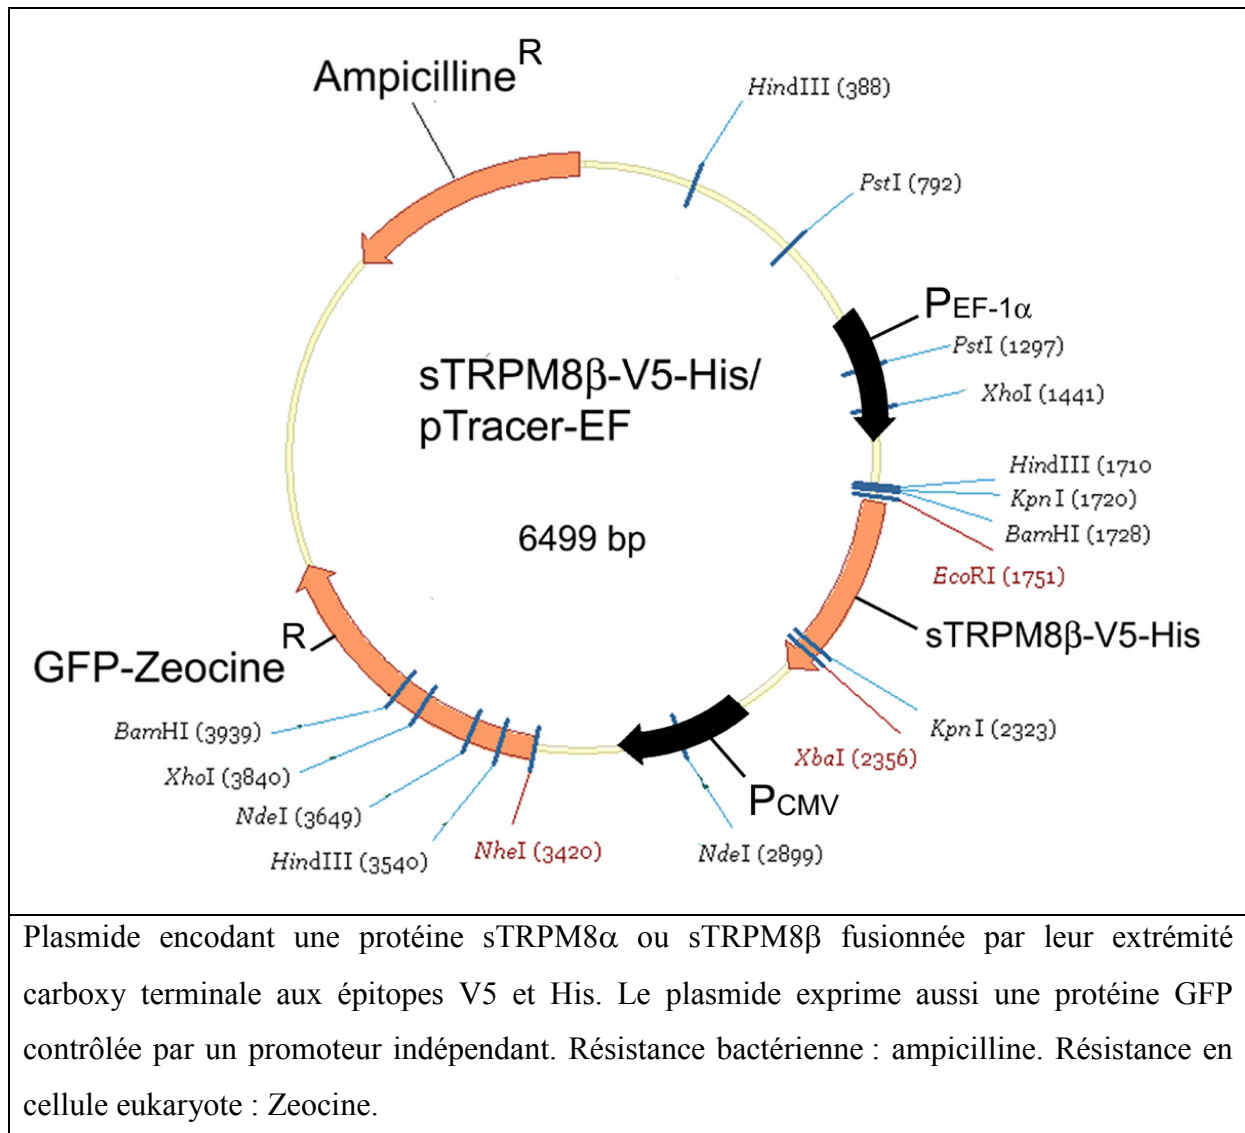 Ampicilline R
HindIII (388)
PstI (792)
PEF-1α
PstI (1297)
XhoI (1441)
sTRPM8β-V5-His/
pTracer-EF
6499 bp
HindIII (1710
KpnI (1720)
BamHI (1728)
EcoRI (1751)
sTRPM8β-V5-His
GFP-Zeocine R
KpnI (2323)
XbaI (2356)
PCMV
NdeI (2899)
NheI (3420)
HindIII (3540)
NdeI (3649)
XhoI (3840)
BamHI (3939)
Plasmide encodant une protéine sTRPM8α ou sTRPM8β fusionnée par leur extrémité
carboxy terminale aux épitopes V5 et His. Le plasmide exprime aussi une protéine GFP
contrôlée par un promoteur indépendant. Résistance bactérienne : ampicilline. Résistance en
cellule eukaryote : Zeocine.